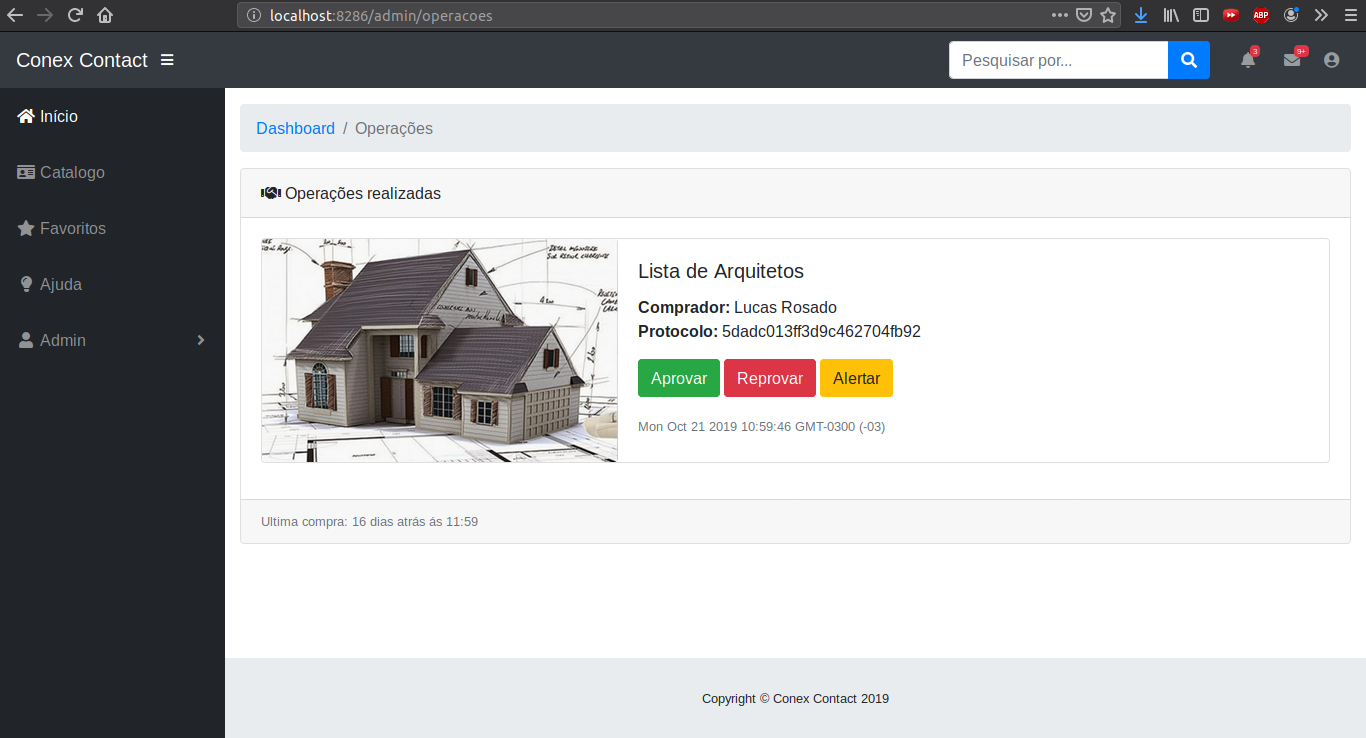 localhost:8286/admin/operacoes
ABP
Conex Contact
Pesquisar por...
3
9+
Início
Catalogo
Favoritos
Ajuda
Admin
Dashboard / Operações
Operações realizadas
Lista de Arquitetos
Comprador: Lucas Rosado
Protocolo: 5dadc013ff3d9c462704fb92
Aprovar Reprovar Alertar
Mon Oct 21 2019 10:59:46 GMT-0300 (-03)
Ultima compra: 16 dias atrás ás 11:59
Copyright © Conex Contact 2019